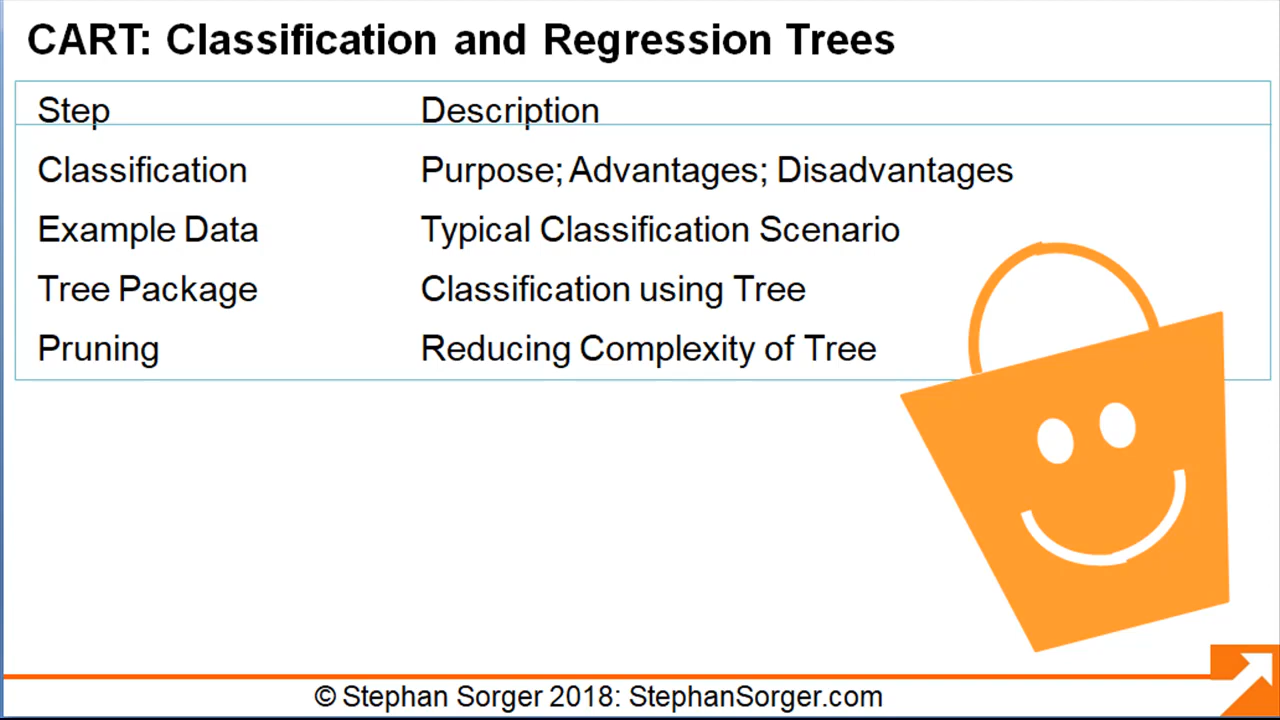 CART: Classification and Regression Trees
Step Description
Classification Purpose; Advantages; Disadvantages
Example Data Typical Classification Scenario
Tree Package Classification using Tree
Pruning Reducing Complexity of Tree
© Stephan Sorger 2018: StephanSorger.com